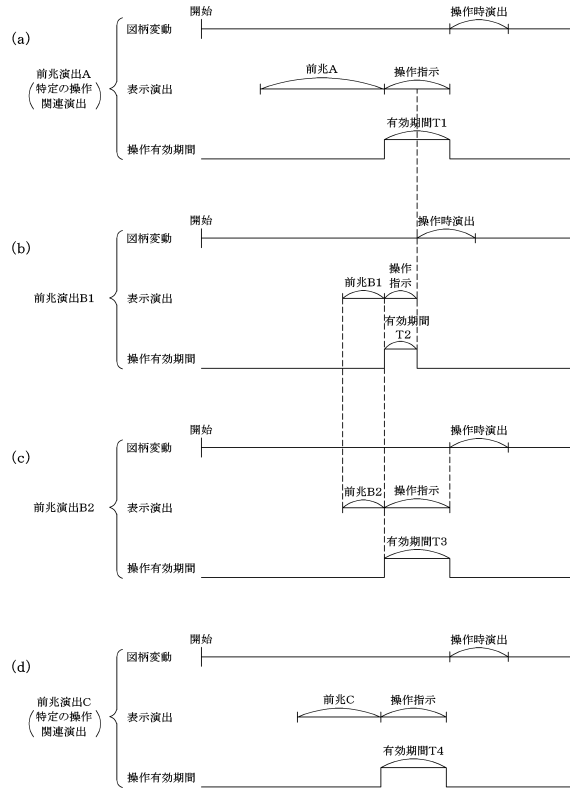 (a)
前兆演出A
(特定の操作
関連演出)
開始
図柄変動
操作時演出
表示演出
前兆A
操作指示
有効期間T1
操作有効期間
(b)
前兆演出B1
開始
図柄変動
操作時演出
表示演出
前兆B1
操作
指示
有効期間
T2
操作有効期間
(c)
前兆演出B2
開始
図柄変動
操作時演出
表示演出
前兆B2
操作指示
有効期間T3
操作有効期間
(d)
前兆演出C
(特定の操作
関連演出)
開始
図柄変動
操作時演出
表示演出
前兆C
操作指示
有効期間T4
操作有効期間